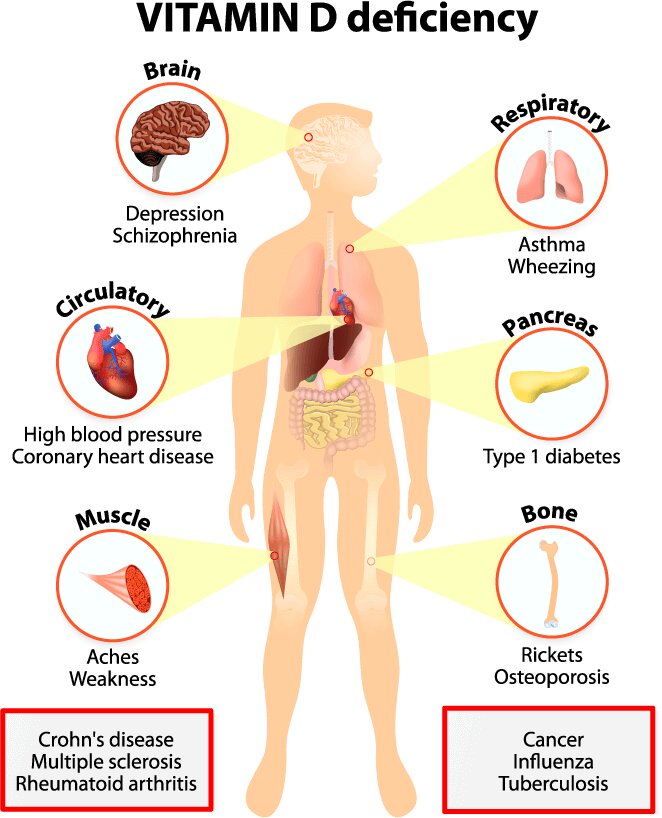 VITAMIN D deficiency
Brain
Depression
Schizophrenia
Respiratory
Asthma
Wheezing
Circulatory
High blood pressure
Coronary heart disease
Pancreas
Type 1 diabetes
Muscle
Aches
Weakness
Bone
Rickets
Osteoporosis
Crohn's disease
Multiple sclerosis
Rheumatoid arthritis
Cancer
Influenza
Tuberculosis